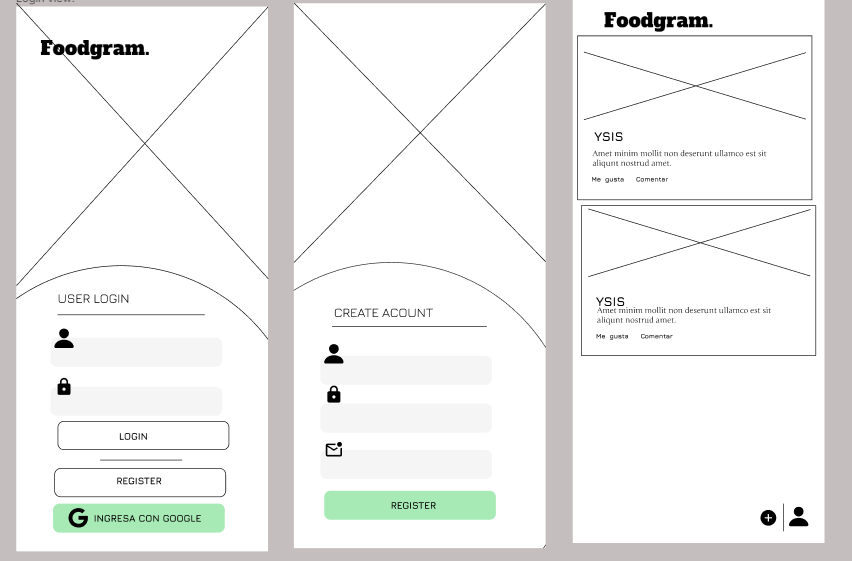 Login view.
Foodgram.
USER LOGIN
LOGIN
REGISTER
INGRESA CON GOOGLE
CREATE ACOUNT
REGISTER
Foodgram.
YSIS
Amet minim mollit non deserunt ullamco est sit
aliqunt nostrud amet.
Me gusta Comentar
YSIS
Amet minim mollit non deserunt ullamco est sit
aliqunt nostrud amet.
Me gusta Comentar